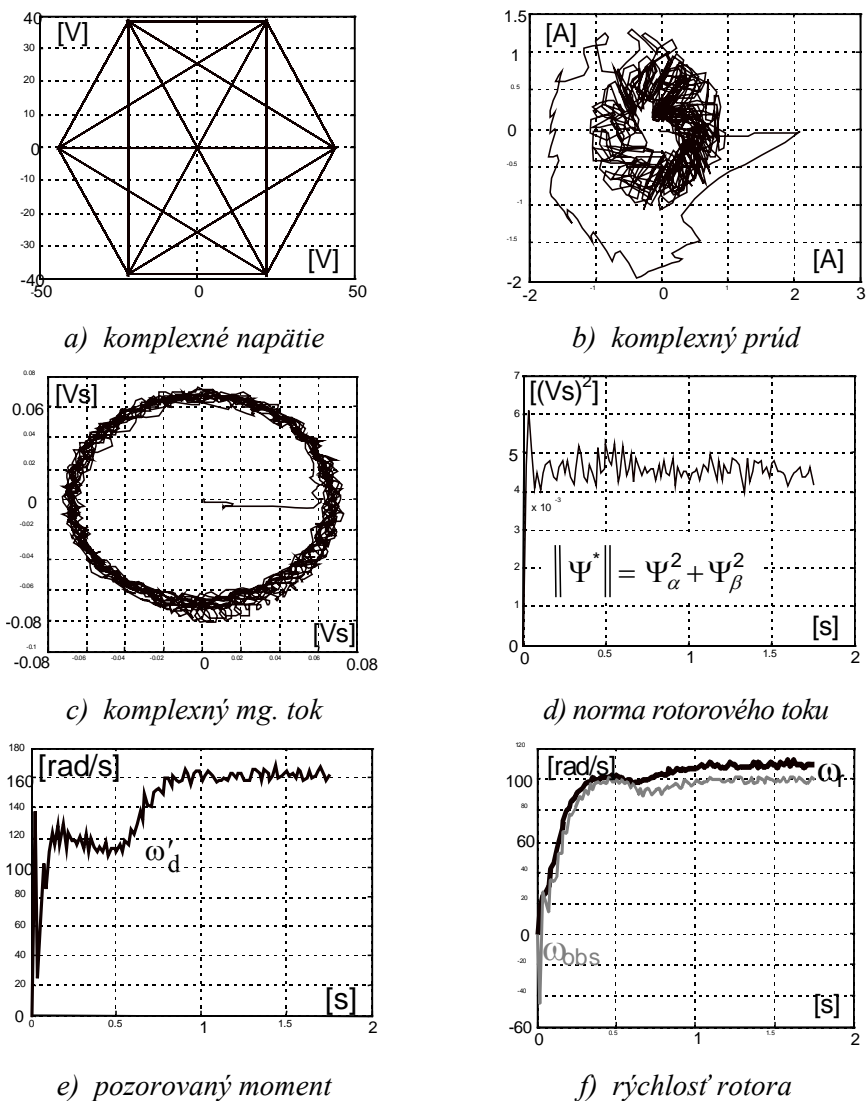 [V]
40
30
20
10
0
-10
-20
-30
-40
-50 0 50
[V]
a) komplexné napätie
[A]
1.5
1
0.5
0
-0.5
-1
-1.5
-2
-2 -1 0 1 2 3
[A]
b) komplexný prúd
[Vs]
0.08
0.06
0.04
0.02
0
-0.02
-0.04
-0.06
-0.08
-0.1
-0.08 -0.06 -0.04 -0.02 0 0.02 0.04 0.06 0.08
[Vs]
c) komplexný mg. tok
[(Vs)^2]
7
6
5
4
x 10 -3
3
2
1
0
‖Ψ*‖ = Ψα² + Ψβ²
[s]
0 0.5 1 1.5 2
d) norma rotorového toku
[rad/s]
180
160
140
120
100
80
60
40
20
0
ω'd
[s]
0 0.5 1 1.5 2
e) pozorovaný moment
[rad/s]
120
100
80
60
40
20
0
-20
-40
-60
ω
ωobs
[s]
0 0.5 1 1.5 2
f) rýchlosť rotora